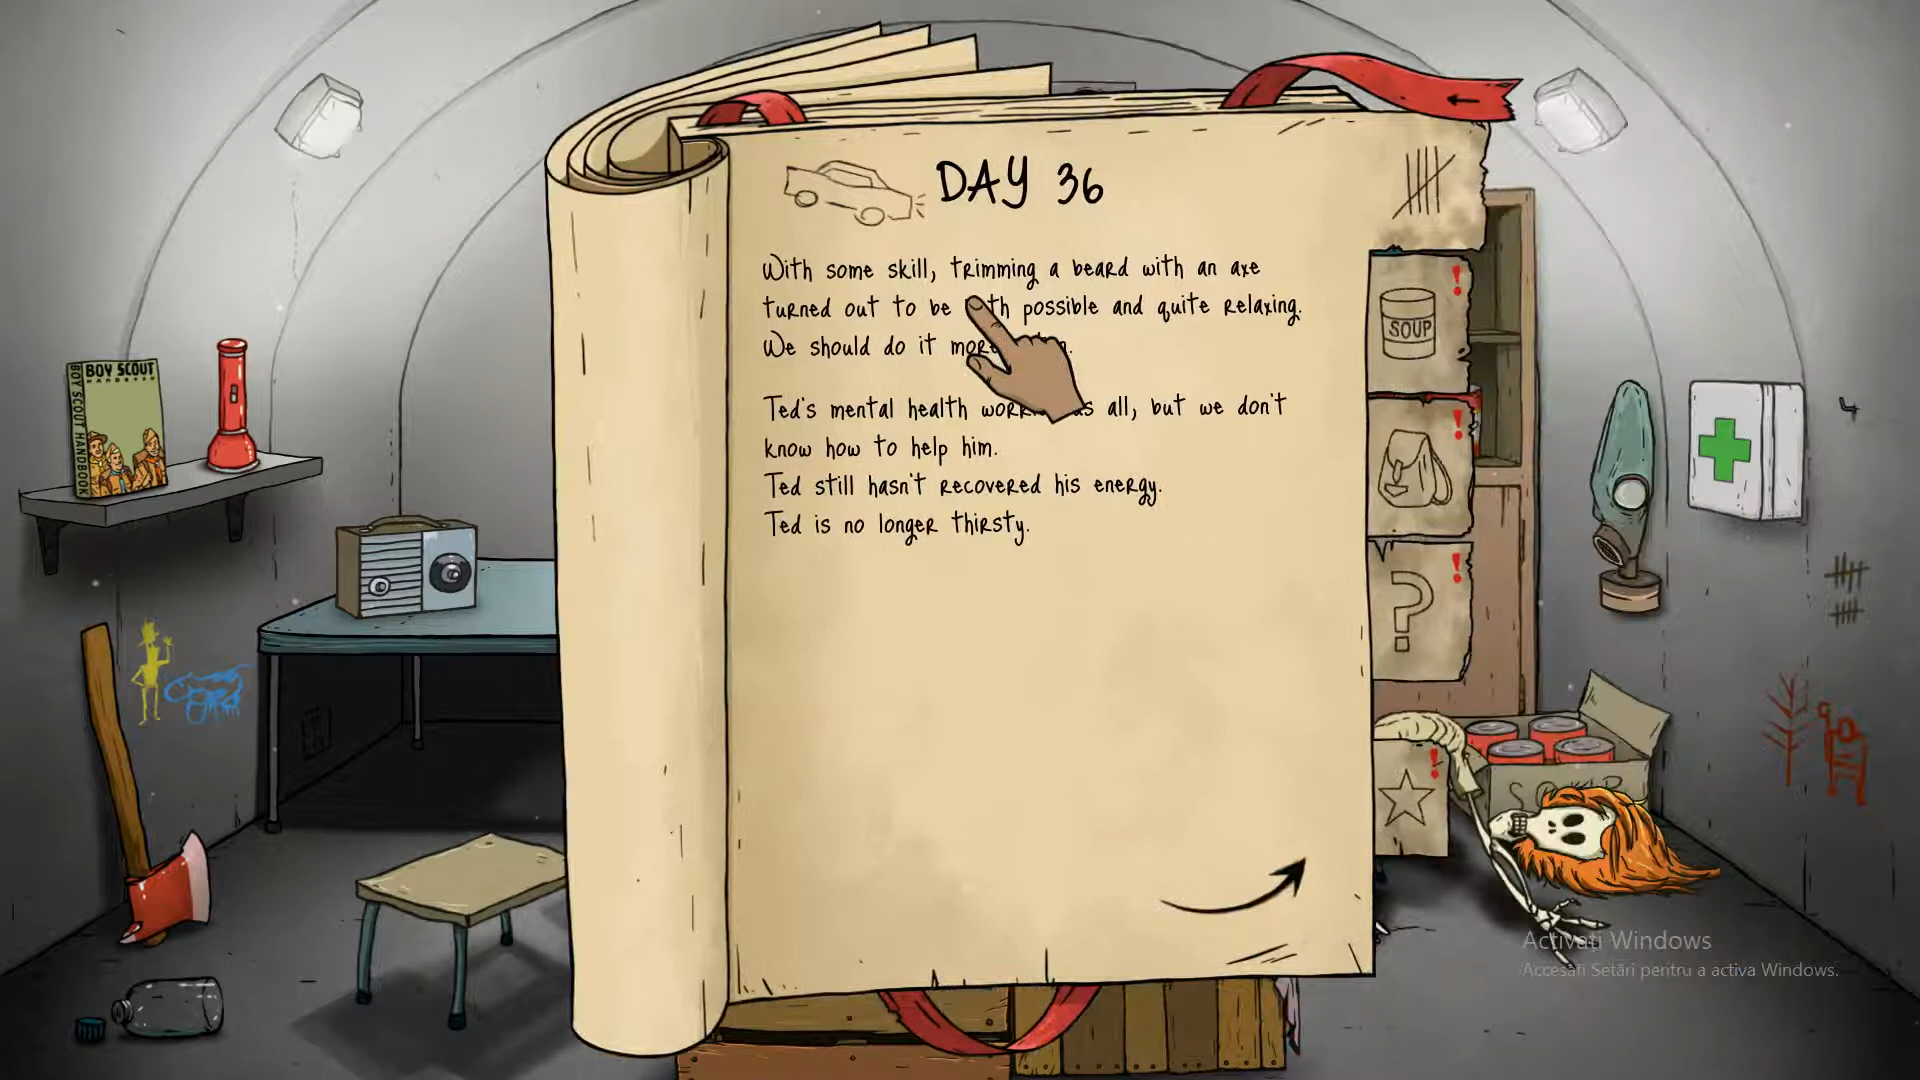 DAY 36
With some skill, trimming a beard with an axe
turned out to be possible and quite relaxing.
We should do it
Ted's mental health all, but we don't
know how to help him.
Ted still hasn't recovered his energy.
Ted is no longer thirsty.
BOY SCOUT
HANDBOOK
BOY SCOUT HANDBOOK
SOUP
?
Activați Windows
Accesați Setări pentru a activa Windows.